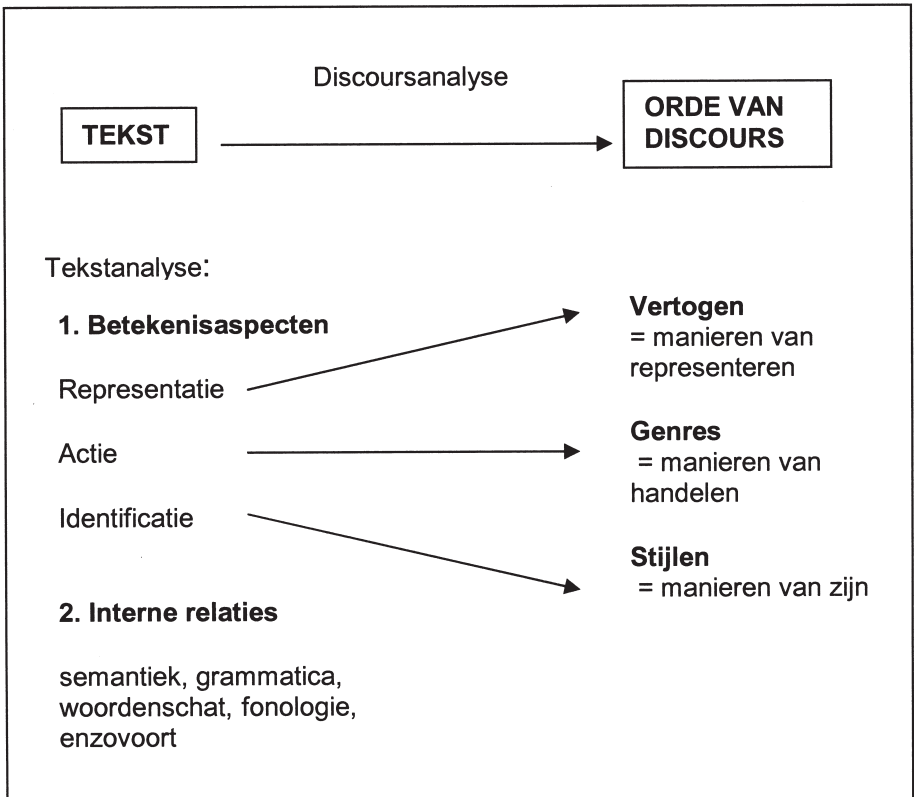 Discoursanalyse
TEKST
ORDE VAN
DISCOURS
Tekstanalyse:
1. Betekenisaspecten
Representatie
Actie
Identificatie
2. Interne relaties
semantiek, grammatica,
woordenschat, fonologie,
enzovoort
Vertogen
= manieren van
representeren
Genres
= manieren van
handelen
Stijlen
= manieren van zijn